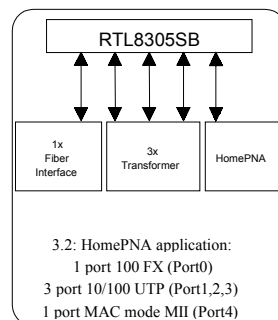 RTL8305SB
1x
Fiber
Interface
3x
Transformer
HomePNA
3.2: HomePNA application:
1 port 100 FX (Port0)
3 port 10/100 UTP (Port1,2,3)
1 port MAC mode MII (Port4)